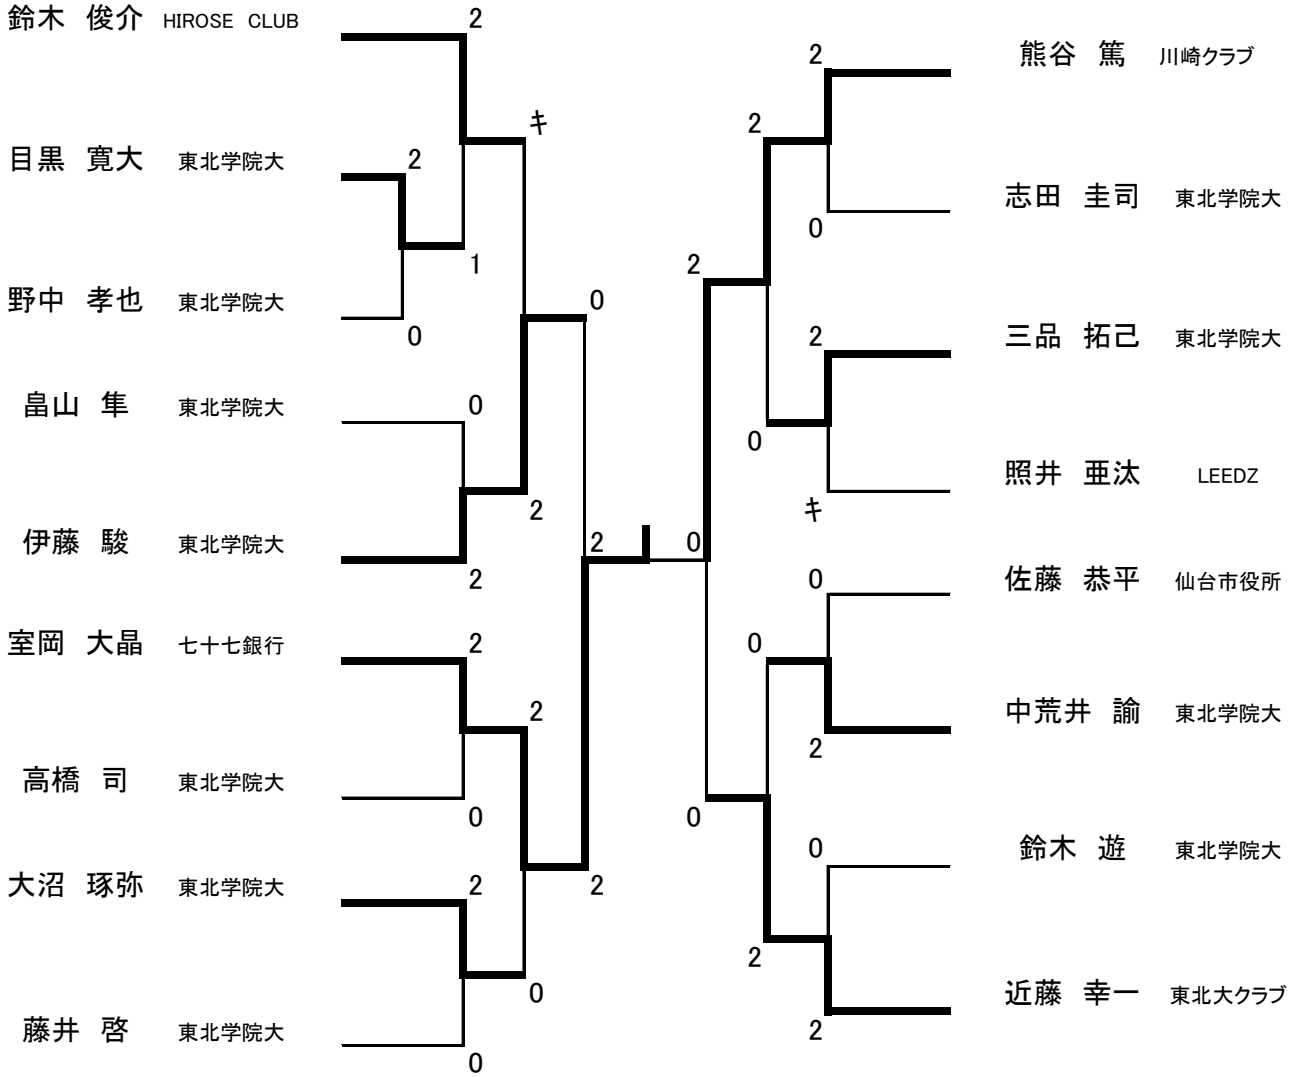 鈴木　俊介　HIROSE　CLUB
2
キ
目黒　寛大　東北学院大
2
1
野中　孝也　東北学院大
0
0
畠山　隼　東北学院大
0
2
伊藤　駿　東北学院大
2
2
室岡　大晶　七十七銀行
2
2
高橋　司　東北学院大
0
2
大沼　琢弥　東北学院大
2
0
藤井　啓　東北学院大
0
熊谷　篤　川崎クラブ
2
2
志田　圭司　東北学院大
0
2
三品　拓己　東北学院大
2
0
照井　亜汰　LEEDZ
キ
0
佐藤　恭平　仙台市役所
0
0
中荒井　諭　東北学院大
2
0
鈴木　遊　東北学院大
0
2
近藤　幸一　東北大クラブ
2